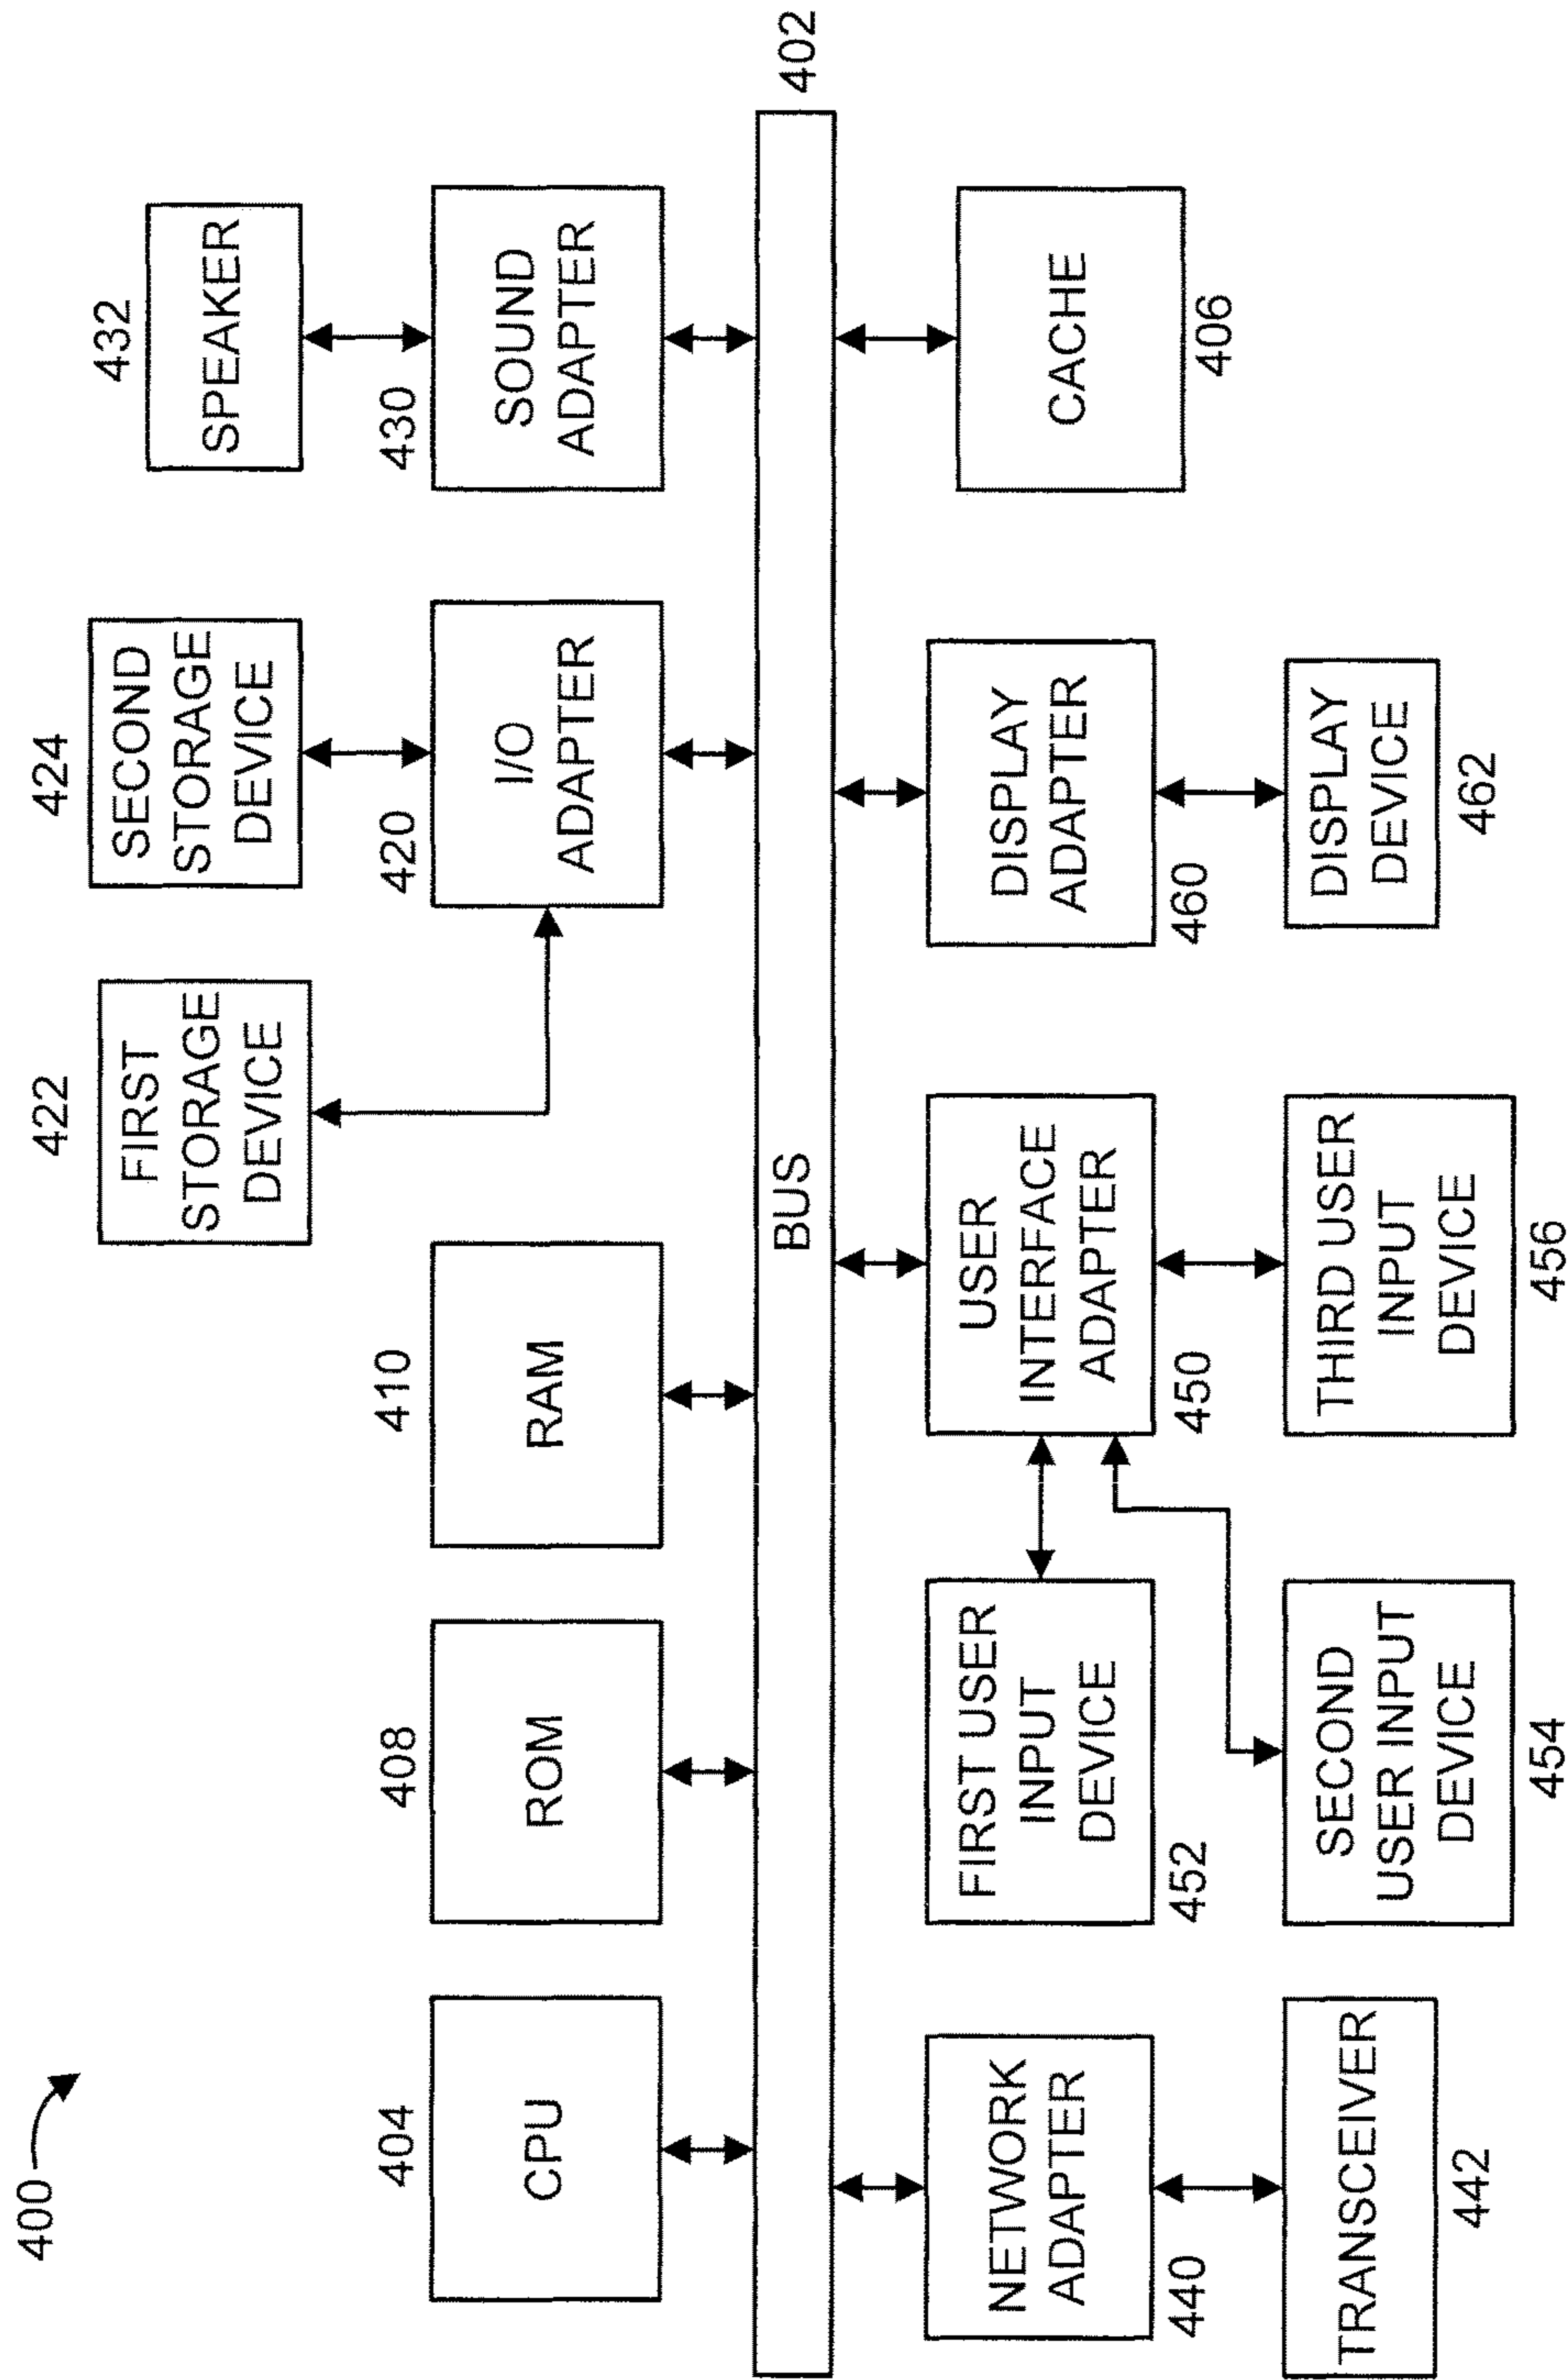 400
404
CPU
408
ROM
410
RAM
422
FIRST
STORAGE
DEVICE
424
SECOND
STORAGE
DEVICE
420
I/O
ADAPTER
432
SPEAKER
430
SOUND
ADAPTER
BUS
402
NETWORK
ADAPTER
440
TRANSCEIVER
442
FIRST USER
INPUT
DEVICE
452
SECOND
USER INPUT
DEVICE
454
USER
INTERFACE
ADAPTER
450
THIRD USER
INPUT
DEVICE
456
DISPLAY
ADAPTER
460
DISPLAY
DEVICE
462
CACHE
406